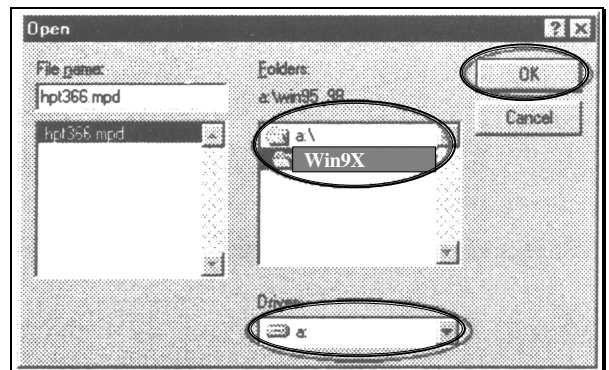 Open
File name:
hpt366.mpd
hpt366.mpd
Folders:
a:\win95_98
a:\
Win9X
Drives:
a:
OK
Cancel